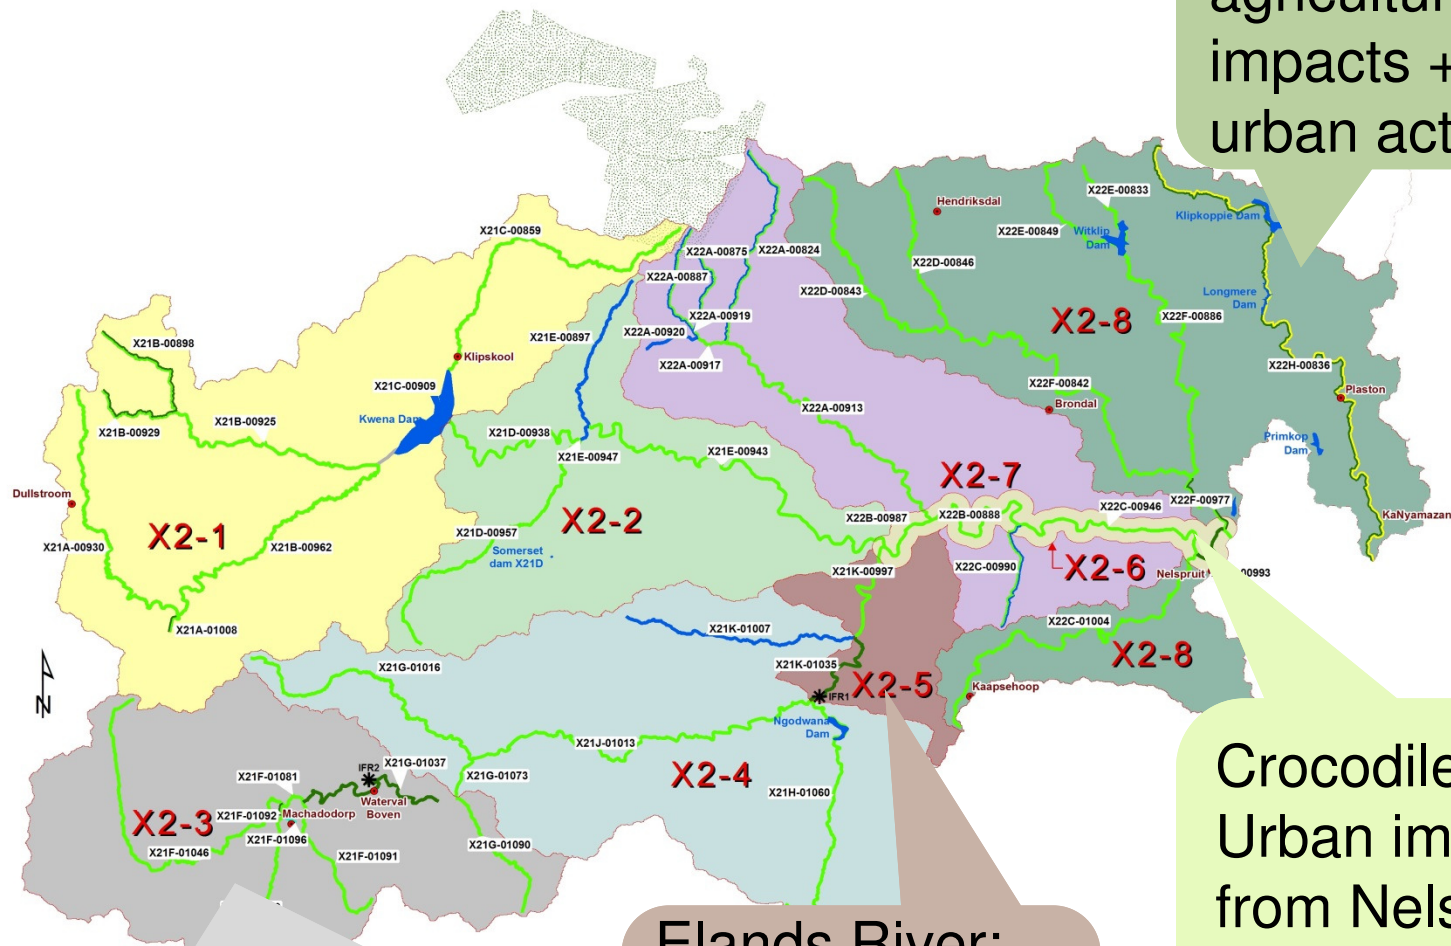 agricultur
impacts +
urban act
X21C-00859
X22A-00875
X22A-00824
X22A-00887
X22A-00919
X22A-00920
X22A-00917
Hendriksdal
X22E-00833
X22E-00849
Witklip
Dam
Klipkoppie Dam
X22D-00846
X22D-00843
Longmere
Dam
X2-8
X22F-00886
X21B-00898
X21E-00897
Klipskool
X21C-00909
Kwena Dam
X22H-00836
Plaston
X22F-00842
Brondal
X22A-00913
X21B-00929
X21B-00925
X21D-00938
X21E-00947
X21E-00943
Primkop
Dam
X2-7
Dullstroom
X2-1
X2-2
X22B-00987
X22B-00888
X22C-00946
X22F-00977
KaNyamazan
X21A-00930
X21B-00962
X21D-00957
Somerset
dam X21D
X21K-00997
X22C-00990
X2-6
Nelspruit
00993
X21A-01008
X21K-01007
X22C-01004
X2-8
N
X21G-01016
X21K-01035
IFR1
X2-5
Kaapsehoop
Ngodwana
Dam
X21J-01013
X2-4
X21G-01073
X21H-01060
IFR2
X21G-01037
X21F-01081
Waterval
Boven
X2-3
X21F-01092
Machadodorp
X21F-01096
X21F-01046
X21F-01091
X21G-01090
Crocodile
Urban im
from Nels
Elands River: